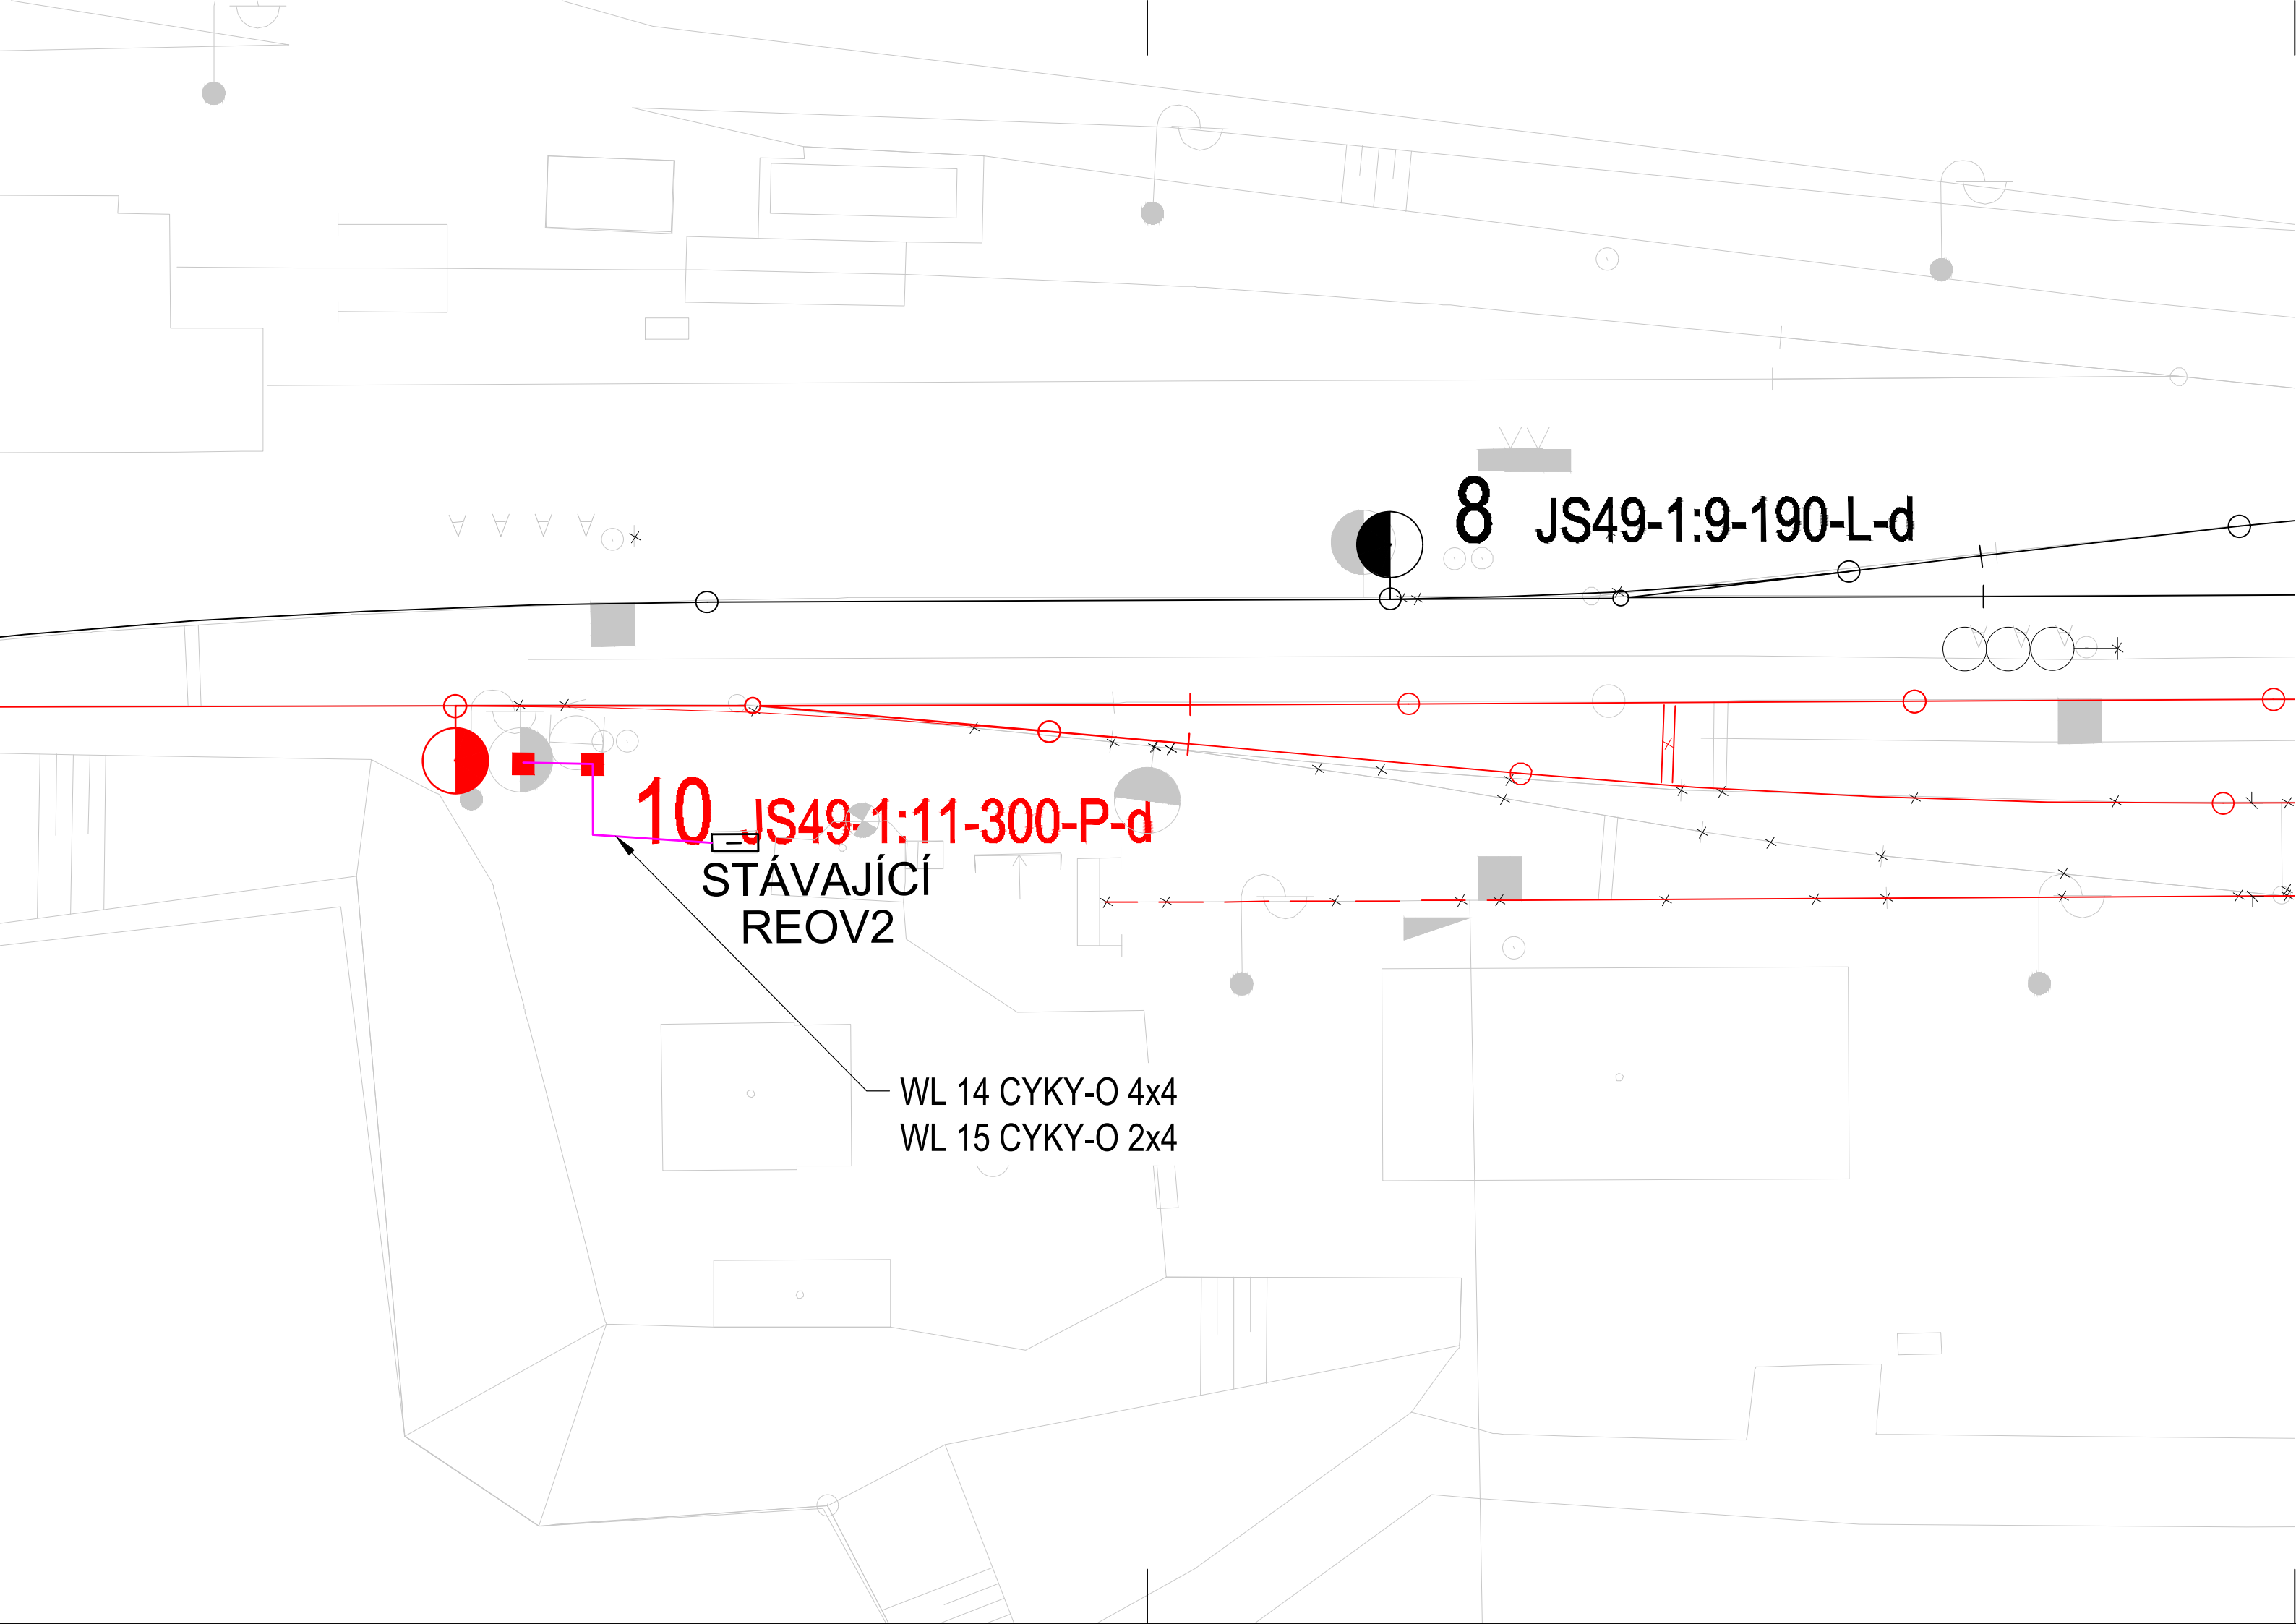 8 JS49-1:9-190-L-d
10 JS49-1:11-300-P-d
STÁVAJÍCÍ
REOV2
WL 14 CYKY-O 4x4
WL 15 CYKY-O 2x4